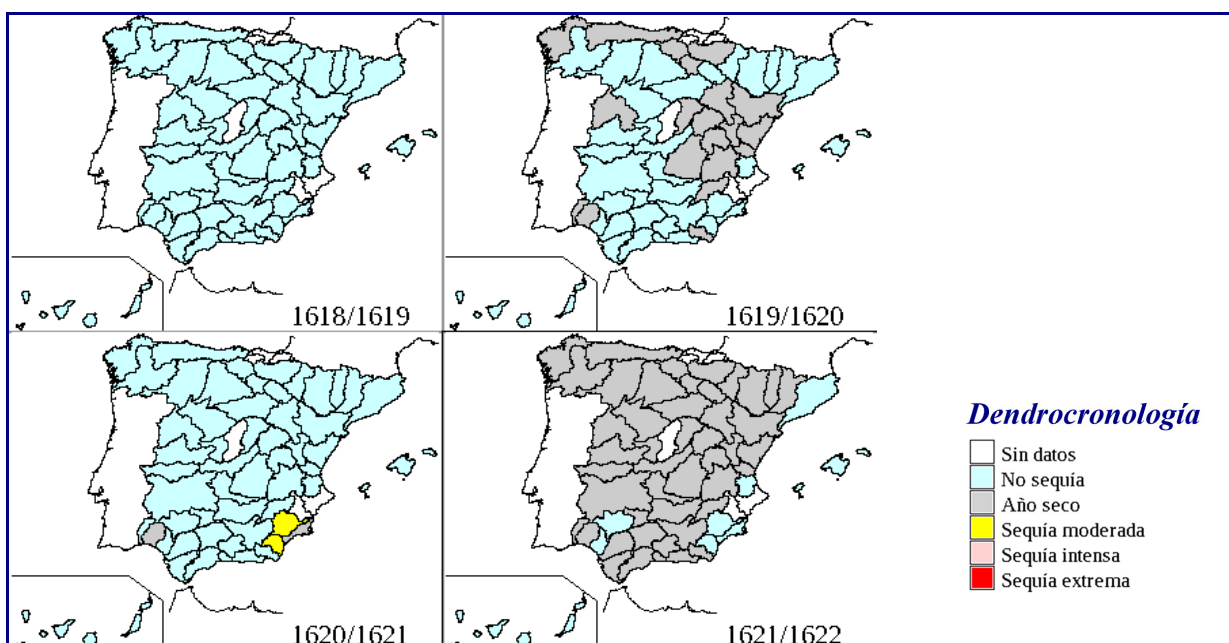 1618/1619
1619/1620
1620/1621
1621/1622
Dendrocronología
Sin datos
No sequía
Año seco
Sequía moderada
Sequía intensa
Sequía extrema